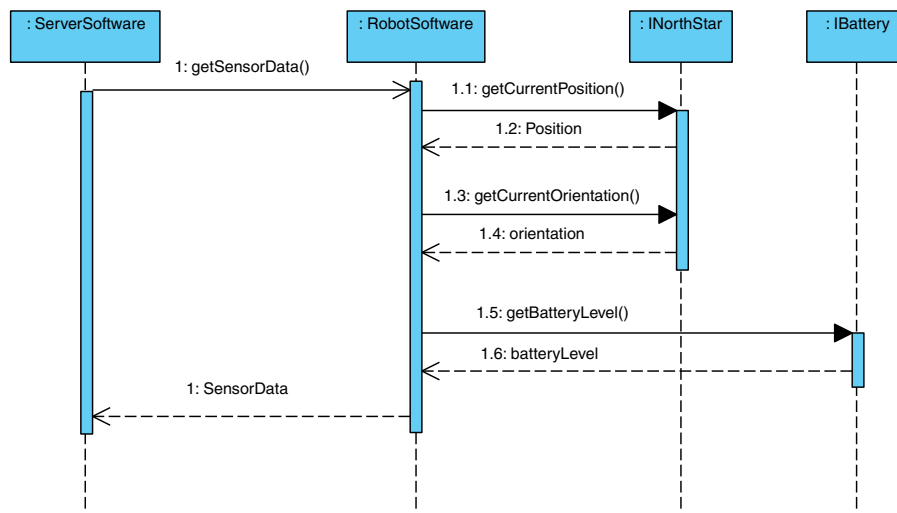 : ServerSoftware
: RobotSoftware
: INorthStar
: IBattery
1: getSensorData()
1.1: getCurrentPosition()
1.2: Position
1.3: getCurrentOrientation()
1.4: orientation
1.5: getBatteryLevel()
1.6: batteryLevel
1: SensorData